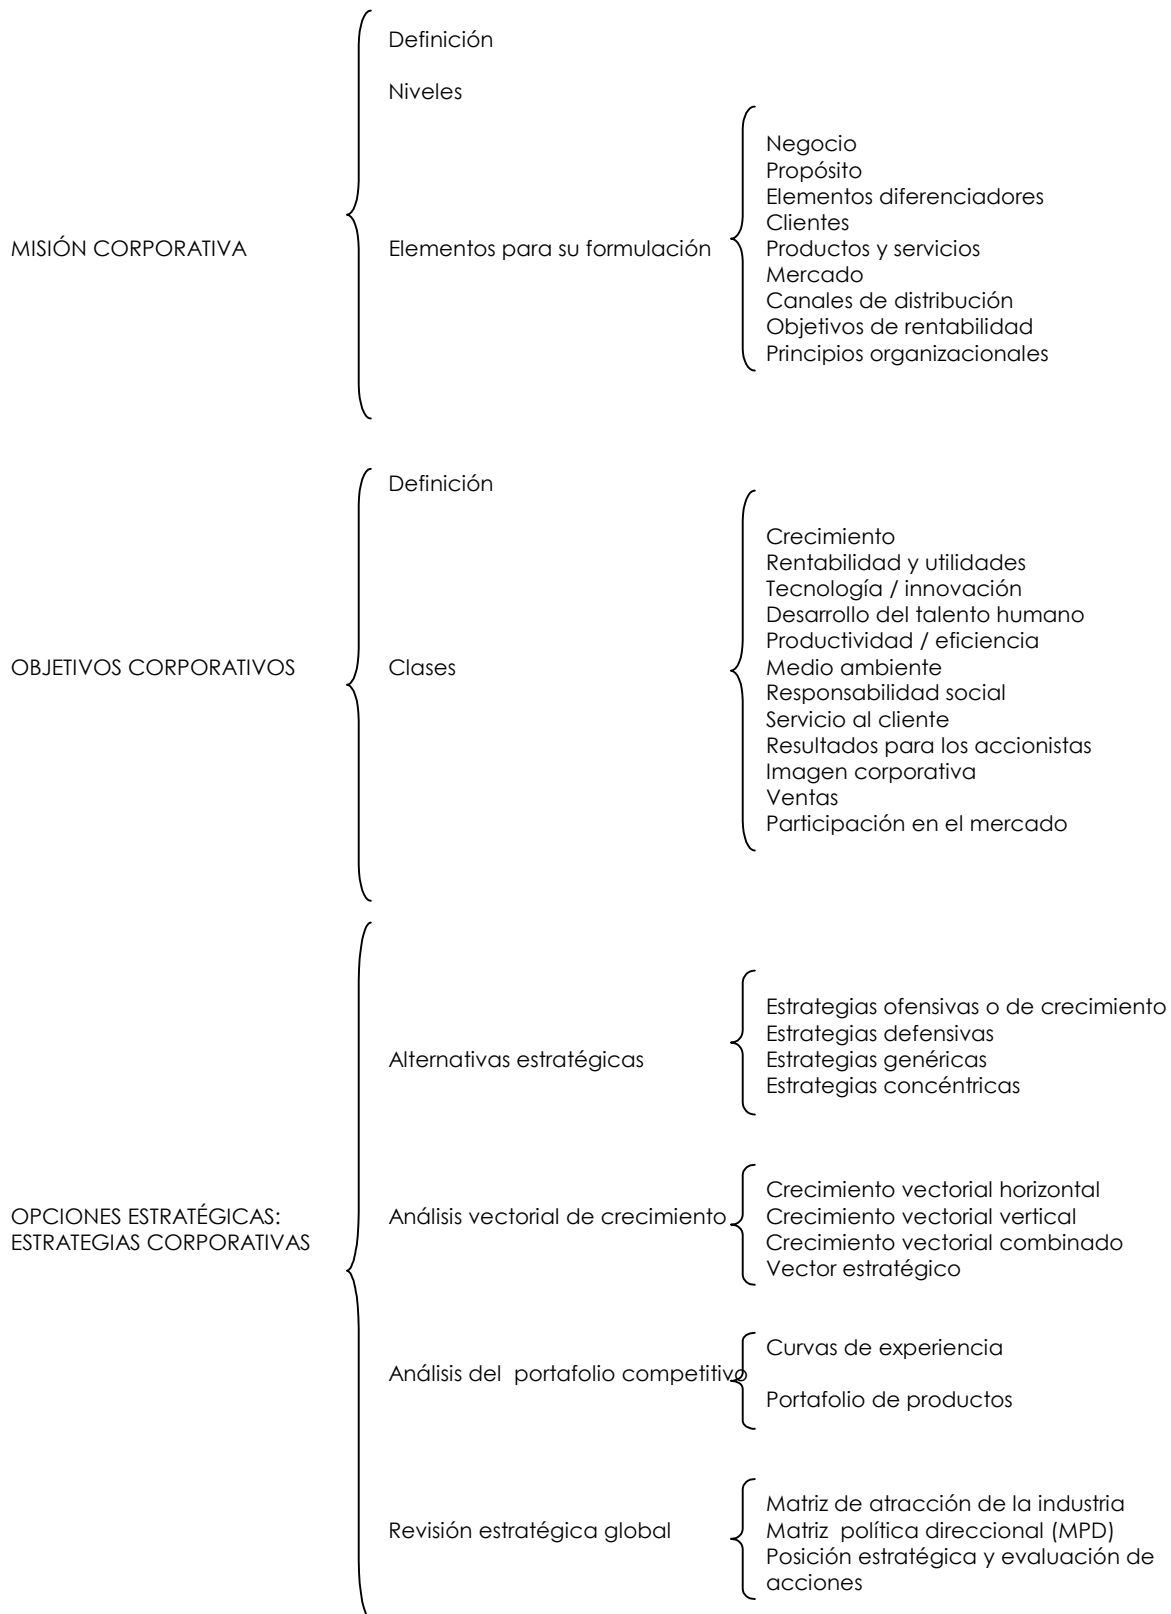 Definición
Niveles
MISIÓN CORPORATIVA
Elementos para su formulación
Negocio
Propósito
Elementos diferenciadores
Clientes
Productos y servicios
Mercado
Canales de distribución
Objetivos de rentabilidad
Principios organizacionales
Definición
OBJETIVOS CORPORATIVOS
Clases
Crecimiento
Rentabilidad y utilidades
Tecnología / innovación
Desarrollo del talento humano
Productividad / eficiencia
Medio ambiente
Responsabilidad social
Servicio al cliente
Resultados para los accionistas
Imagen corporativa
Ventas
Participación en el mercado
OPCIONES ESTRATÉGICAS:
ESTRATEGIAS CORPORATIVAS
Alternativas estratégicas
Estrategias ofensivas o de crecimiento
Estrategias defensivas
Estrategias genéricas
Estrategias concéntricas
Análisis vectorial de crecimiento
Crecimiento vectorial horizontal
Crecimiento vectorial vertical
Crecimiento vectorial combinado
Vector estratégico
Análisis del  portafolio competitivo
Curvas de experiencia
Portafolio de productos
Revisión estratégica global
Matriz de atracción de la industria
Matriz  política direccional (MPD)
Posición estratégica y evaluación de
acciones